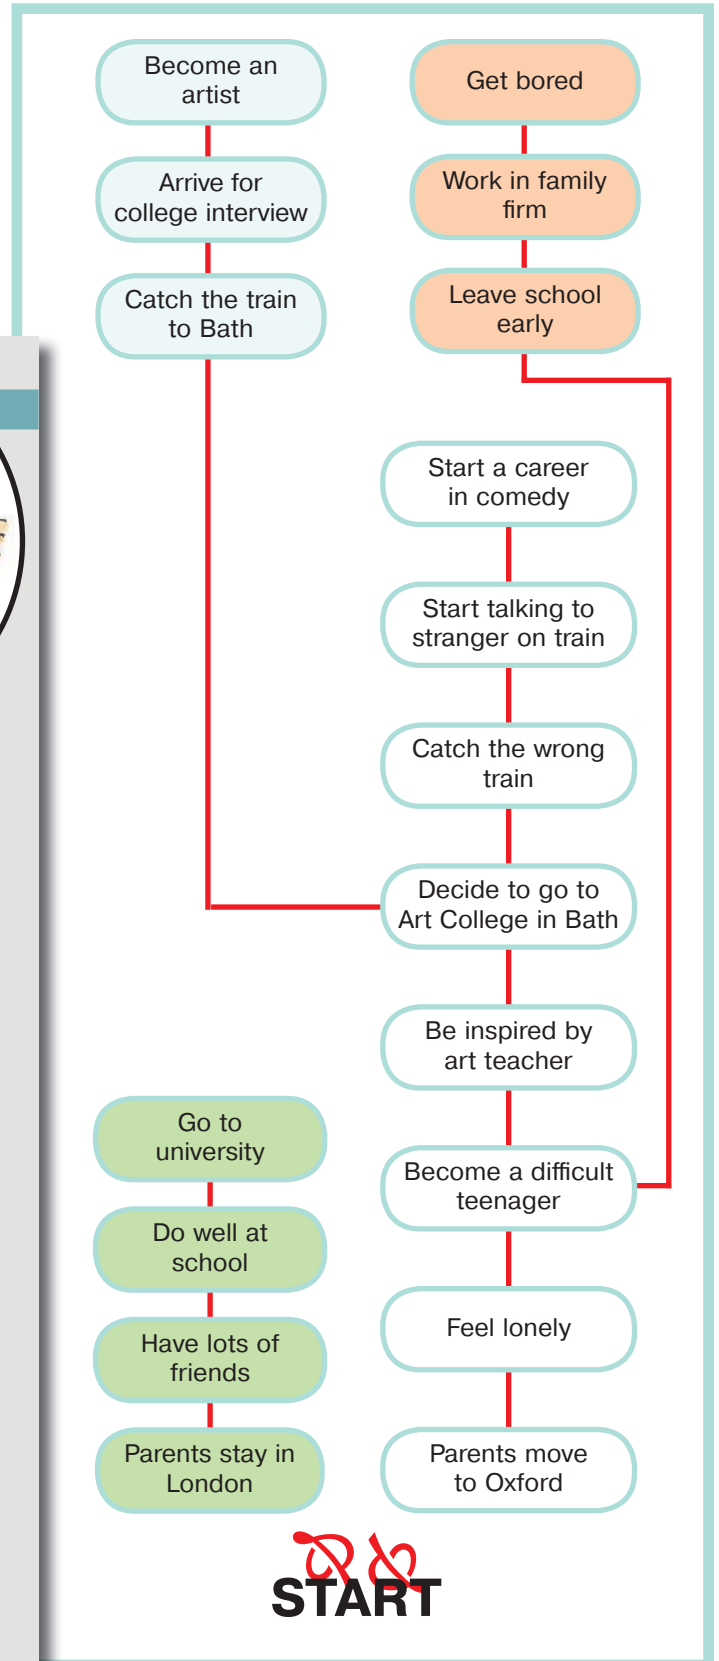 Become an
artist
Arrive for
college interview
Catch the train
to Bath
Get bored
Work in family
firm
Leave school
early
Start a career
in comedy
Start talking to
stranger on train
Catch the wrong
train
Decide to go to
Art College in Bath
Be inspired by
art teacher
Become a difficult
teenager
Feel lonely
Parents move
to Oxford
Go to
university
Do well at
school
Have lots of
friends
Parents stay in
London
START